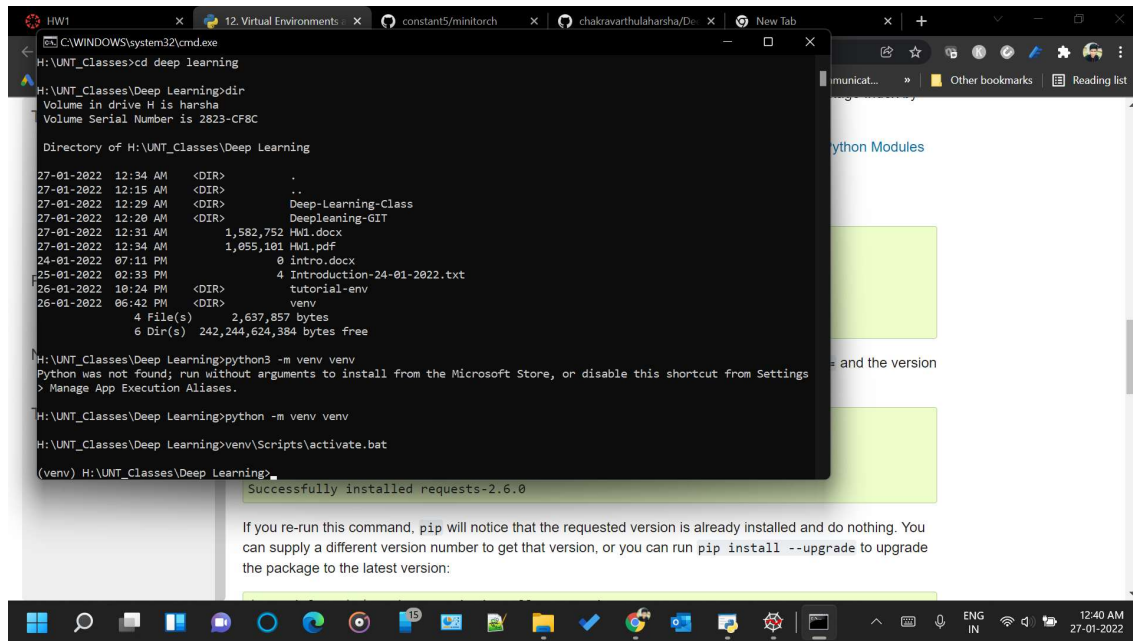 HW1
12. Virtual Environments a
constant5/minitorch
chakravarthulaharsha/De
New Tab
C:\WINDOWS\system32\cmd.exe
H:\UNT_Classes>cd deep learning
H:\UNT_Classes\Deep Learning>dir
Volume in drive H is harsha
Volume Serial Number is 2823-CF8C
Directory of H:\UNT_Classes\Deep Learning
27-01-2022 12:34 AM <DIR> .
27-01-2022 12:15 AM <DIR> ..
27-01-2022 12:29 AM <DIR> Deep-Learning-Class
27-01-2022 12:20 AM <DIR> Deepleaning-GIT
27-01-2022 12:31 AM 1,582,752 HW1.docx
27-01-2022 12:34 AM 1,055,101 HW1.pdf
24-01-2022 07:11 PM 0 intro.docx
25-01-2022 02:33 PM 4 Introduction-24-01-2022.txt
26-01-2022 10:24 PM <DIR> tutorial-env
26-01-2022 06:42 PM <DIR> venv
4 File(s) 2,637,857 bytes
6 Dir(s) 242,244,624,384 bytes free
H:\UNT_Classes\Deep Learning>python3 -m venv venv
Python was not found; run without arguments to install from the Microsoft Store, or disable this shortcut from Settings
> Manage App Execution Aliases.
H:\UNT_Classes\Deep Learning>python -m venv venv
H:\UNT_Classes\Deep Learning>venv\Scripts\activate.bat
(venv) H:\UNT_Classes\Deep Learning>
municat...
» Other bookmarks Reading list
ython Modules
and the version
Successfully installed requests-2.6.0
If you re-run this command, pip will notice that the requested version is already installed and do nothing. You
can supply a different version number to get that version, or you can run pip install --upgrade to upgrade
the package to the latest version:
15
ENG
IN
12:40 AM
27-01-2022